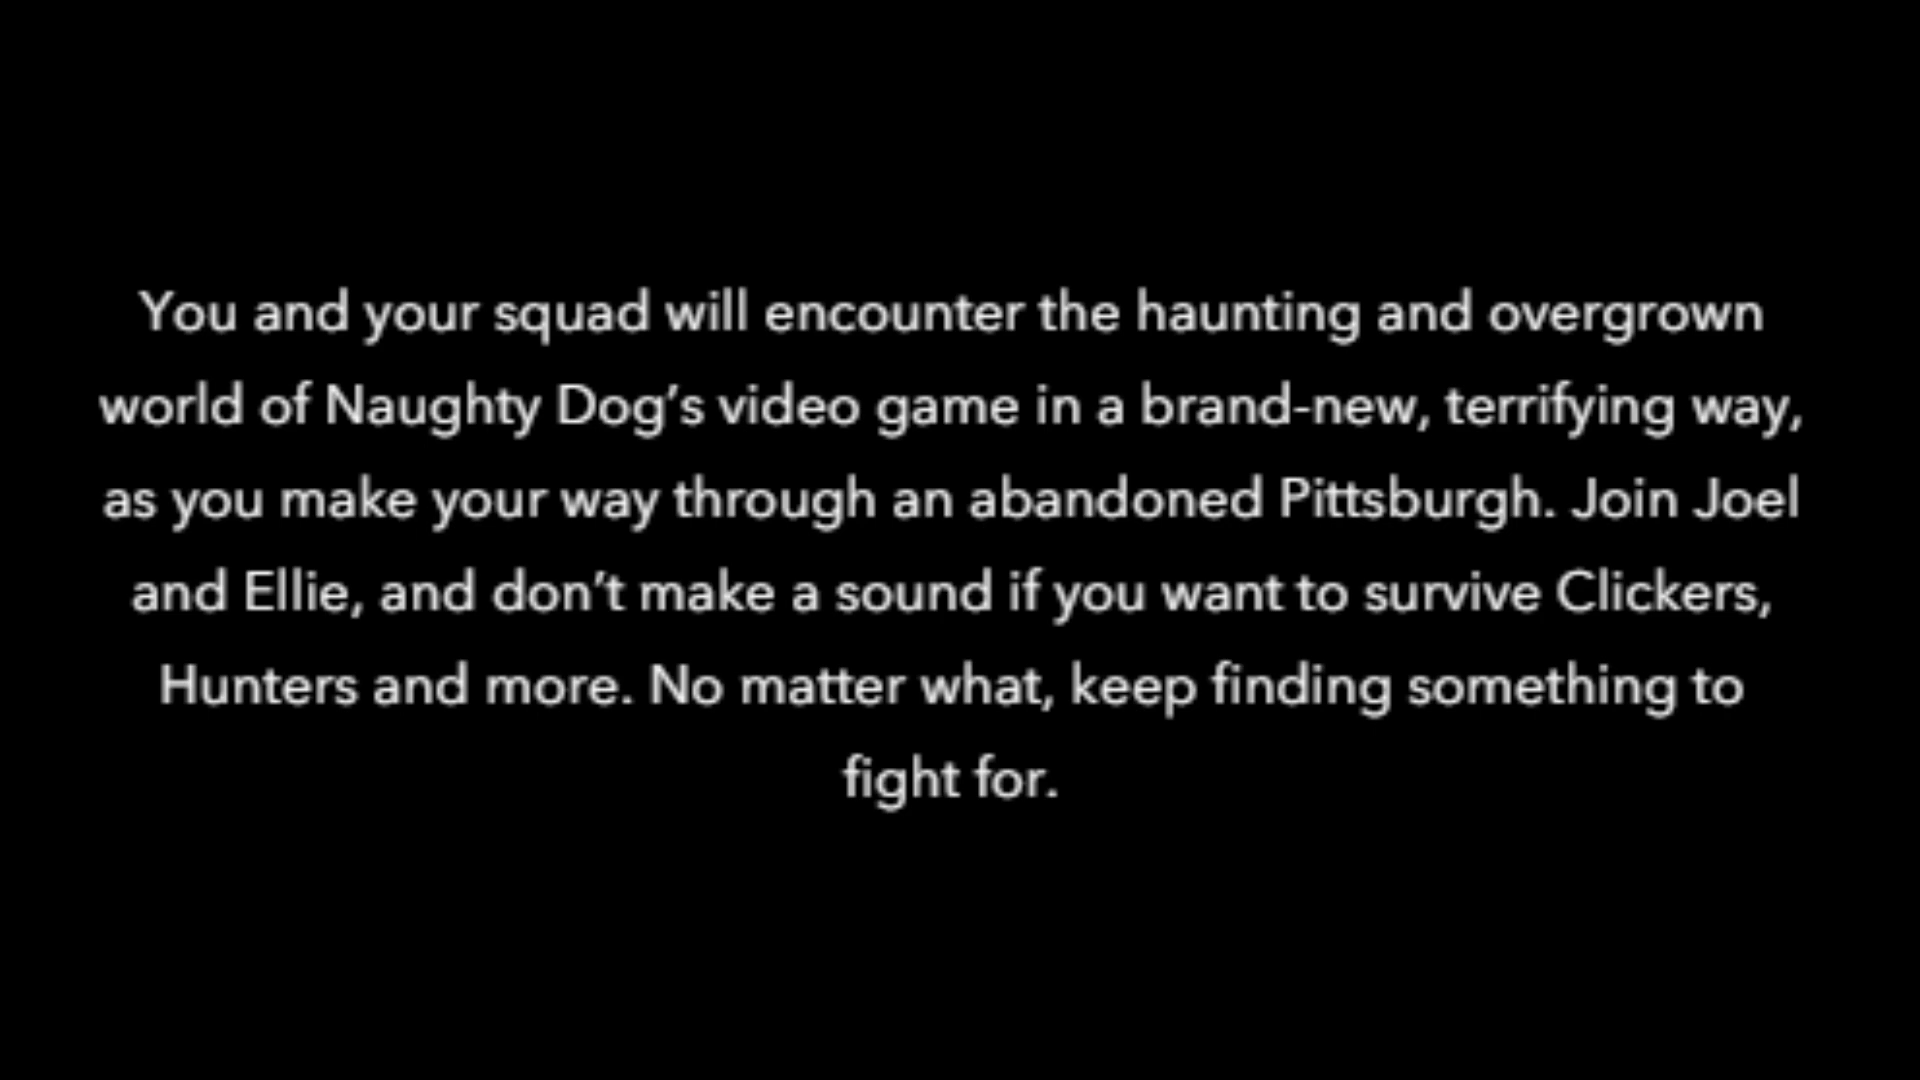 You and your squad will encounter the haunting and overgrown
world of Naughty Dog’s video game in a brand-new, terrifying way,
as you make your way through an abandoned Pittsburgh. Join Joel
and Ellie, and don’t make a sound if you want to survive Clickers,
Hunters and more. No matter what, keep finding something to
fight for.